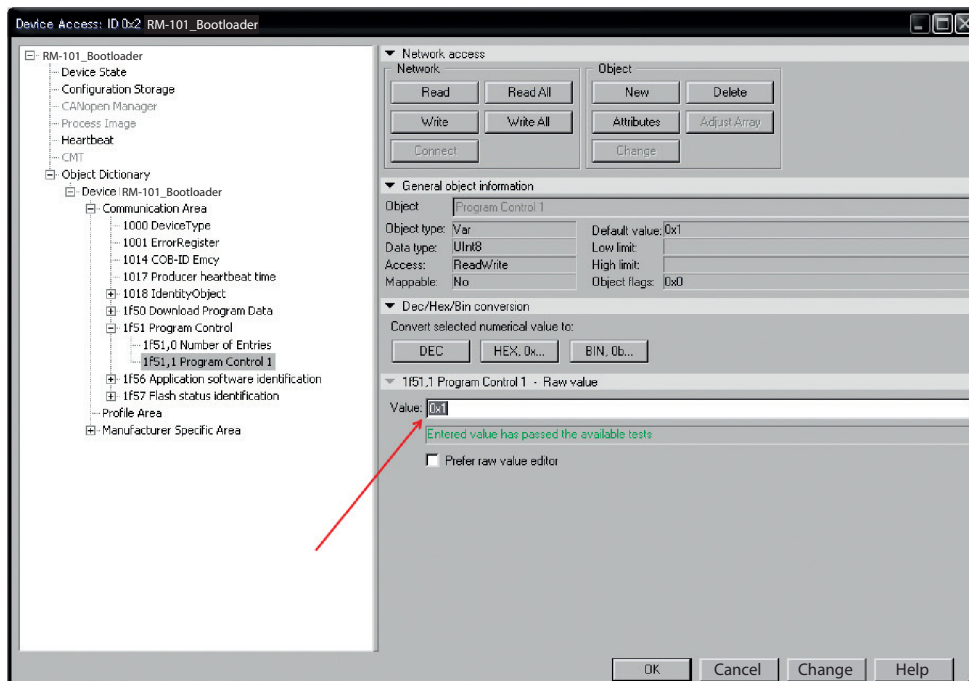 Device Access: ID 0x2 RM-101_Bootloader
RM-101_Bootloader
Device State
Configuration Storage
CANopen Manager
Process Image
Heartbeat
CMT
Object Dictionary
Device RM-101_Bootloader
Communication Area
1000 DeviceType
1001 ErrorRegister
1014 COB-ID Emcy
1017 Producer heartbeat time
1018 IdentityObject
1f50 Download Program Data
1f51 Program Control
1f51,0 Number of Entries
1f51,1 Program Control 1
1f56 Application software identification
1f57 Flash status identification
Profile Area
Manufacturer Specific Area
Network access
Network
Read Read All
Write Write All
Connect
Object
New Delete
Attributes Adjust Array
Change
General object information
Object Program Control 1
Object type: Var Default value: 0x1
Data type: UInt8 Low limit:
Access: ReadWrite High limit:
Mappable: No Object flags: 0x0
Dec/Hex/Bin conversion
Convert selected numerical value to:
DEC HEX, 0x... BIN, 0b...
1f51,1 Program Control 1 - Raw value
Value: 0x1
Entered value has passed the available tests
Prefer raw value editor
OK Cancel Change Help